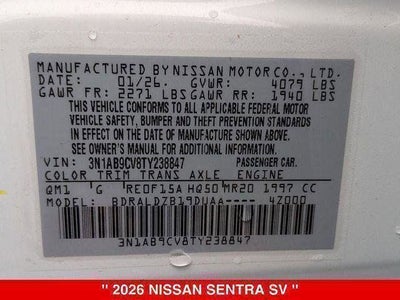 MANUFACTURED BY NISSAN MOTOR CO., LTD.
DATE: 01/26. GVWR: 4079 LBS
GAWR FR: 2271 LBS GAWR RR: 1940 LBS
THIS VEHICLE CONFORMS
TO ALL APPLICABLE FEDERAL MOTOR
VEHICLE SAFETY, BUMPER, AND THEFT
PREVENTION STANDARDS IN EFFECT ON
THE DATE OF MANUFACTURE SHOWN ABOVE.
SEE OWNER'S MANUAL FOR ADDITIONAL INFORMATION.
VIN: 3N1AB9CV8TY238847 PASSENGER CAR.
COLOR TRIM TRANS AXLE ENGINE
QM1 G RE0F15A HQ50 MR20 1997 CC
MODEL: BDRALDZB19DUAA---- 4Z000
3N1AB9CV8TY238847
" 2026 NISSAN SENTRA SV "